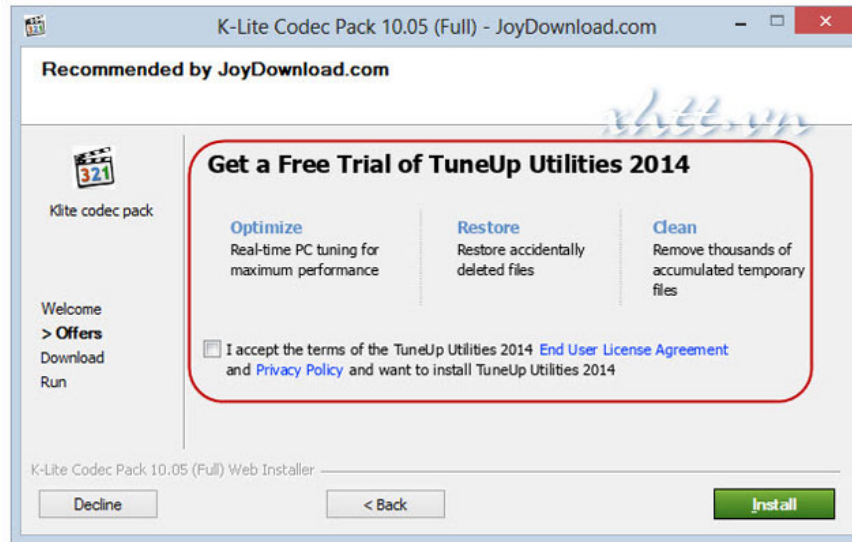 K-Lite Codec Pack 10.05 (Full) - JoyDownload.com
Recommended by JoyDownload.com
xhtt.vn
321
Klite codec pack
Welcome
> Offers
Download
Run
Get a Free Trial of TuneUp Utilities 2014
Optimize
Real-time PC tuning for
maximum performance
Restore
Restore accidentally
deleted files
Clean
Remove thousands of
accumulated temporary
files
I accept the terms of the TuneUp Utilities 2014 End User License Agreement
and Privacy Policy and want to install TuneUp Utilities 2014
K-Lite Codec Pack 10.05 (Full) Web Installer
Decline
< Back
Install